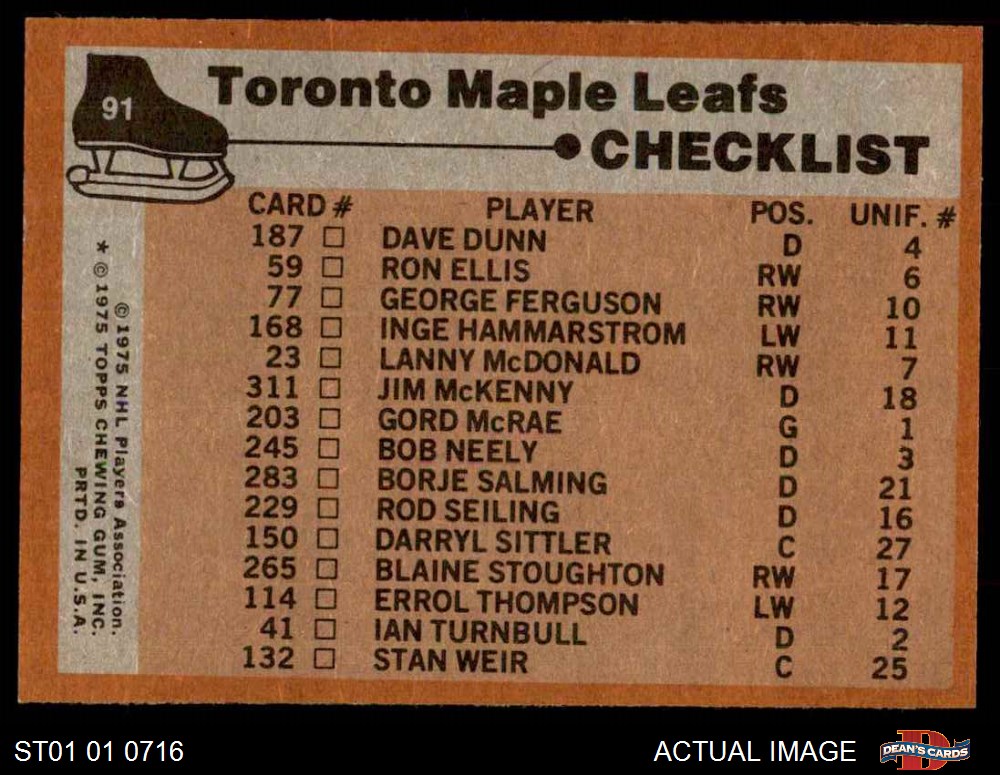 91
Toronto Maple Leafs
CHECKLIST
CARD # PLAYER POS. UNIF. #
187 □ DAVE DUNN D 4
59 □ RON ELLIS RW 6
77 □ GEORGE FERGUSON RW 10
168 □ INGE HAMMARSTROM LW 11
23 □ LANNY McDONALD RW 7
311 □ JIM McKENNY D 18
203 □ GORD McRAE G 1
245 □ BOB NEELY D 3
283 □ BORJE SALMING D 21
229 □ ROD SEILING D 16
150 □ DARRYL SITTLER C 27
265 □ BLAINE STOUGHTON RW 17
114 □ ERROL THOMPSON LW 12
41 □ IAN TURNBULL D 2
132 □ STAN WEIR C 25
© 1975 NHL Players Association.
* © 1975 TOPPS CHEWING GUM, INC.
PRTD. IN U.S.A.
ST01 01 0716
ACTUAL IMAGE
D
DEAN'S CARDS